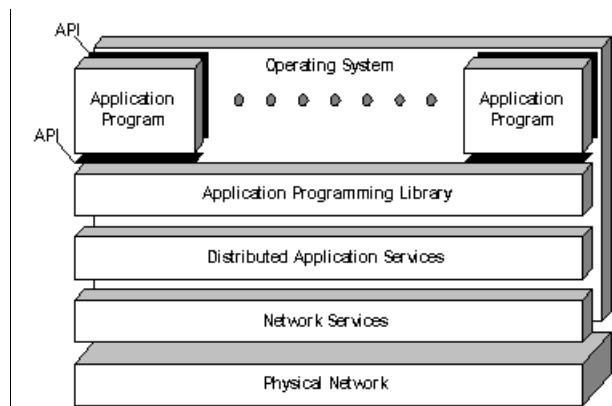 API
Operating System
Application
Program
Application
Program
API
Application Programming Library
Distributed Application Services
Network Services
Physical Network